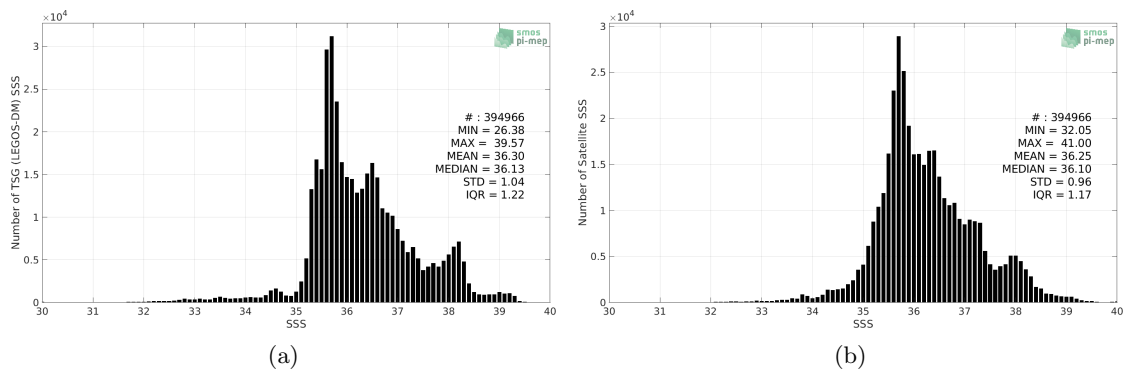 ×10⁴
3
2.5
2
1.5
1
0.5
0
Number of TSG (LEGOS-DM) SSS
smos
pi-mep
# : 394966
MIN = 26.38
MAX = 39.57
MEAN = 36.30
MEDIAN = 36.13
STD = 1.04
IQR = 1.22
30 31 32 33 34 35 36 37 38 39 40
SSS
(a)
×10⁴
3
2.5
2
1.5
1
0.5
0
Number of Satellite SSS
smos
pi-mep
# : 394966
MIN = 32.05
MAX = 41.00
MEAN = 36.25
MEDIAN = 36.10
STD = 0.96
IQR = 1.17
30 31 32 33 34 35 36 37 38 39 40
SSS
(b)